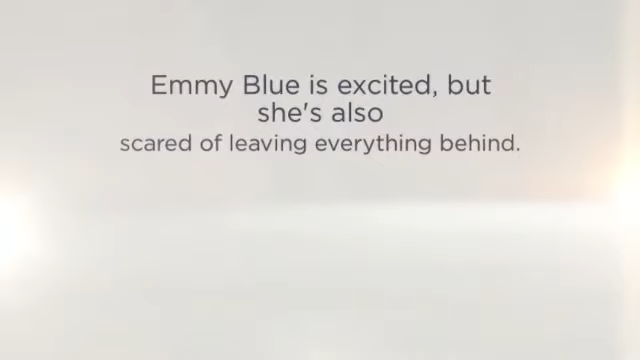 Emmy Blue is excited, but
she's also
scared of leaving everything behind.